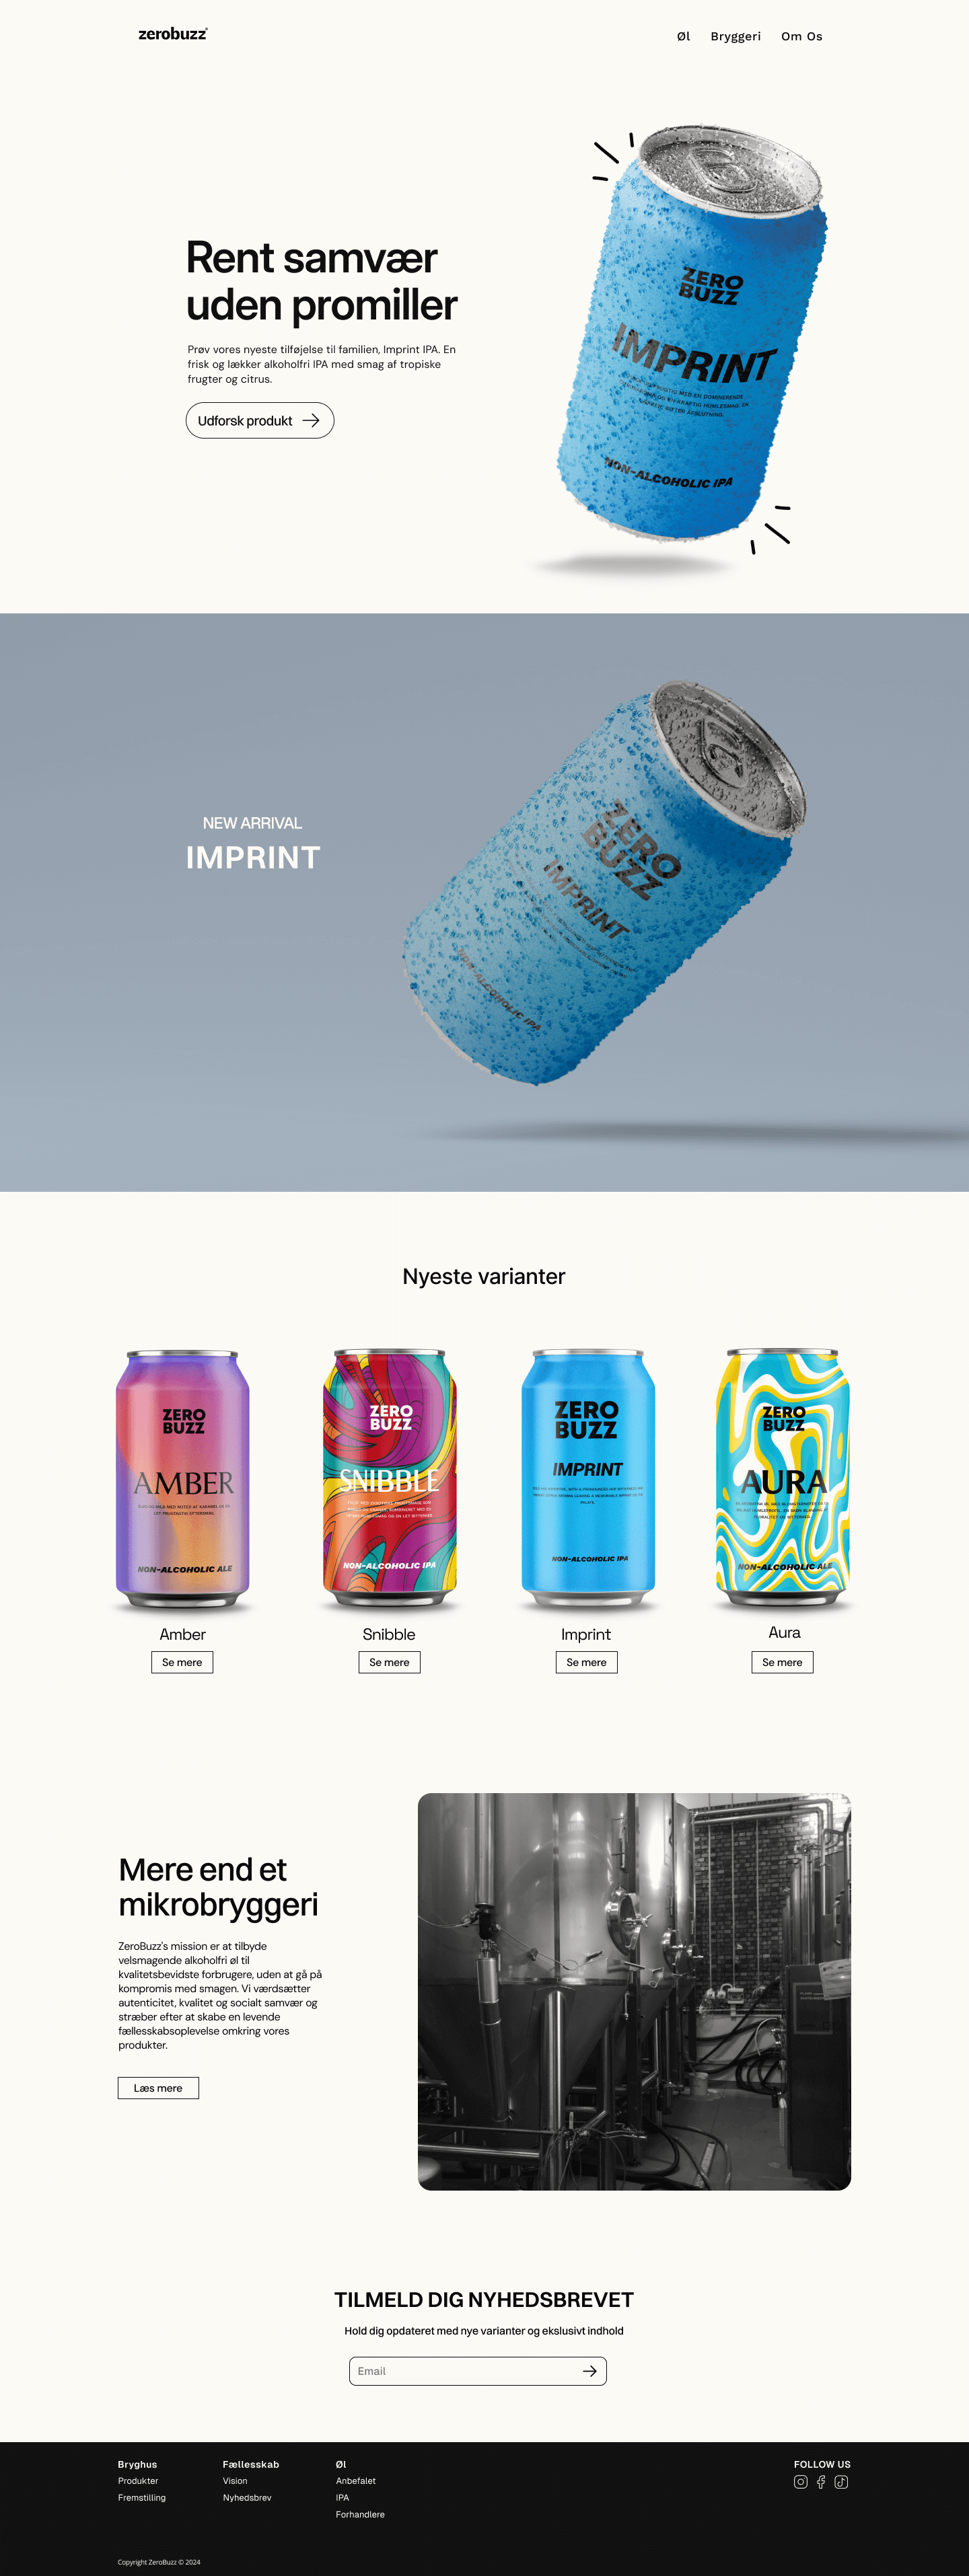 zerobuzz
Øl Bryggeri Om Os
Rent samvær
uden promiller
Prøv vores nyeste tilføjelse til familien, Imprint IPA. En
frisk og lækker alkoholfri IPA med smag af tropiske
frugter og citrus.
Udforsk produkt
ZERO
BUZZ
IMPRINT
NON-ALCOHOLIC IPA
NEW ARRIVAL
IMPRINT
ZERO
BUZZ
IMPRINT
NON-ALCOHOLIC IPA
Nyeste varianter
ZERO
BUZZ
AMBER
NON-ALCOHOLIC ALE
Amber
Se mere
ZERO
BUZZ
SNIBBLE
NON-ALCOHOLIC IPA
Snibble
Se mere
ZERO
BUZZ
IMPRINT
NON-ALCOHOLIC IPA
Imprint
Se mere
ZERO
BUZZ
AURA
NON-ALCOHOLIC ALE
Aura
Se mere
Mere end et
mikrobryggeri
ZeroBuzz's mission er at tilbyde
velsmagende alkoholfri øl til
kvalitetsbevidste forbrugere, uden at gå på
kompromis med smagen. Vi værdsætter
autenticitet, kvalitet og socialt samvær og
stræber efter at skabe en levende
fællesskabsoplevelse omkring vores
produkter.
Læs mere
TILMELD DIG NYHEDSBREVET
Hold dig opdateret med nye varianter og ekslusivt indhold
Email
Bryghus
Produkter
Fremstilling
Fællesskab
Vision
Nyhedsbrev
Øl
Anbefalet
IPA
Forhandlere
FOLLOW US
Copyright ZeroBuzz © 2024